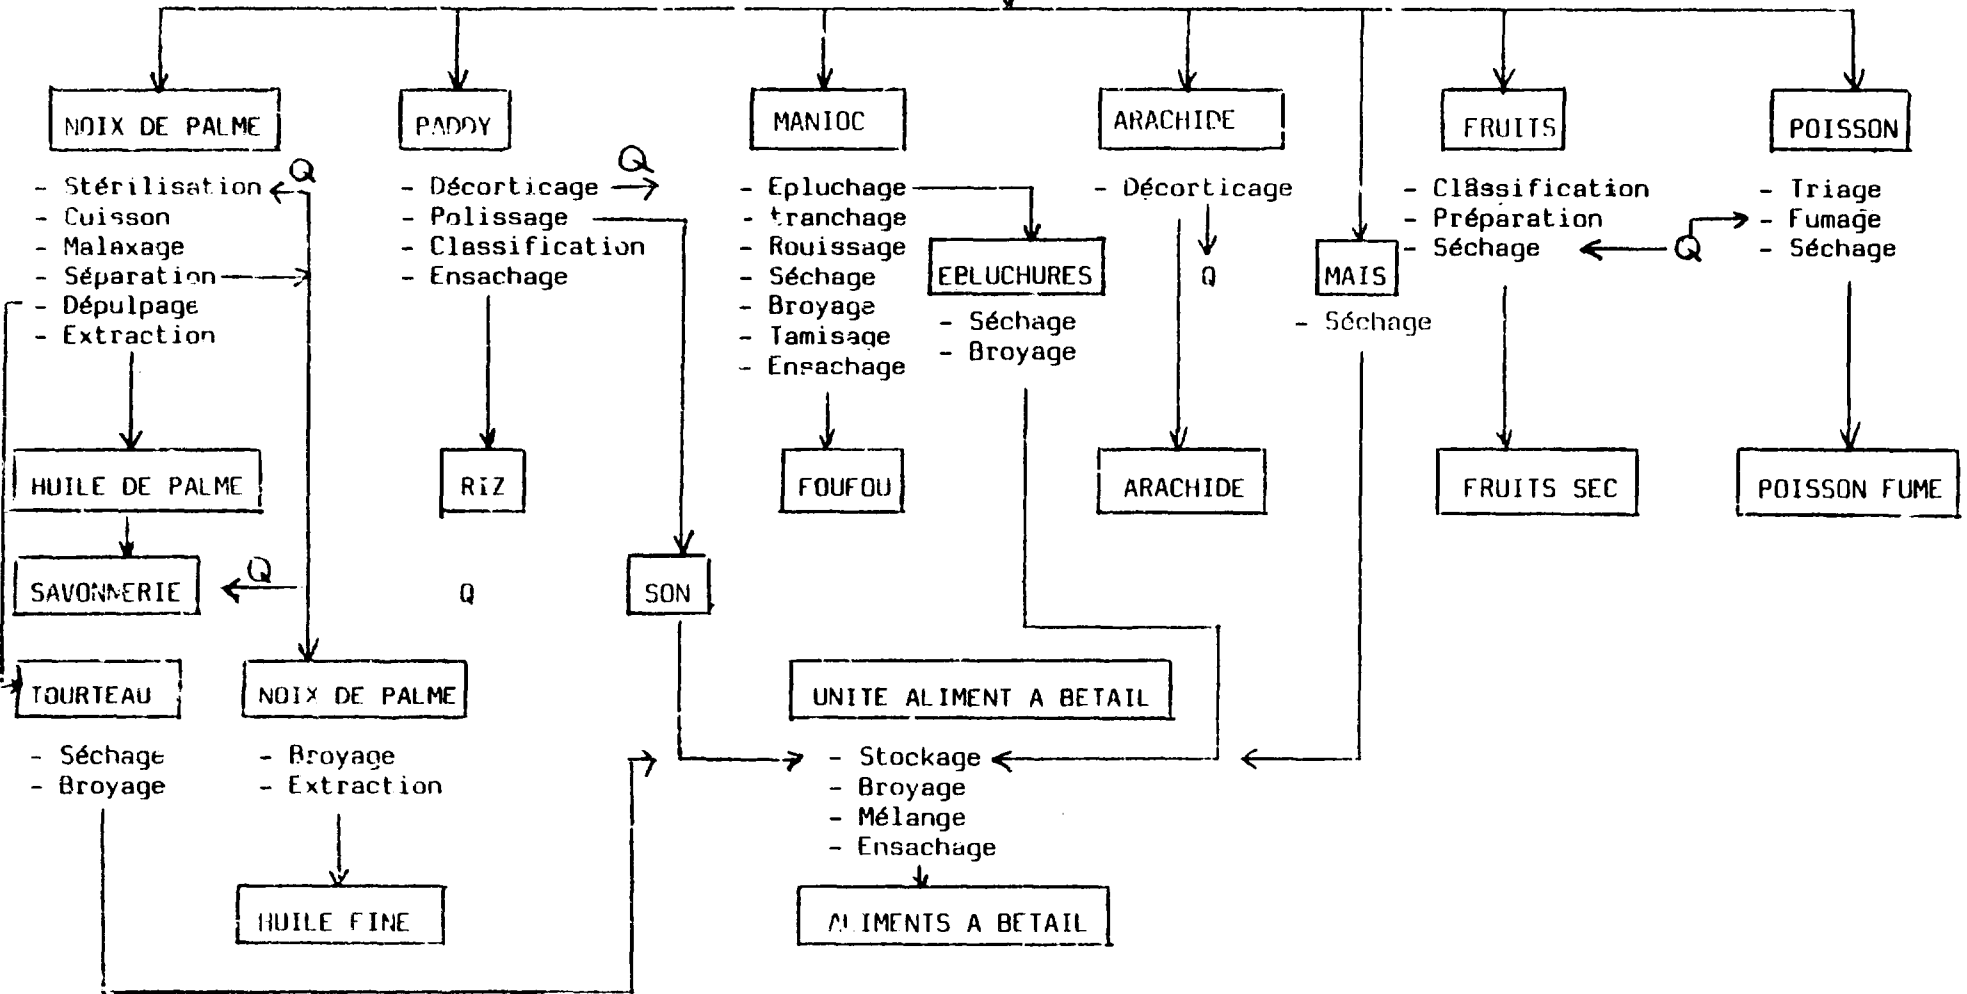 NOIX DE PALME
- Stérilisation
- Cuisson
- Malaxage
- Séparation
- Dépulpage
- Extraction
Q
PADDY
- Décorticage
- Polissage
- Classification
- Ensachage
Q
MANIOC
- Epluchage
- tranchage
- Rouissage
- Séchage
- Broyage
- Tamisage
- Ensachage
EPLUCHURES
- Séchage
- Broyage
ARACHIDE
- Décorticage
Q
MAIS
- Séchage
FRUITS
- Classification
- Préparation
- Séchage
Q
POISSON
- Triage
- Fumage
- Séchage
HUILE DE PALME
RIZ
FOUFOU
ARACHIDE
FRUITS SEC
POISSON FUME
SAVONNERIE
Q
Q
SON
TOURTEAU
- Séchage
- Broyage
NOIX DE PALME
- Broyage
- Extraction
UNITE ALIMENT A BETAIL
- Stockage
- Broyage
- Mélange
- Ensachage
HUILE FINE
ALIMENTS A BETAIL